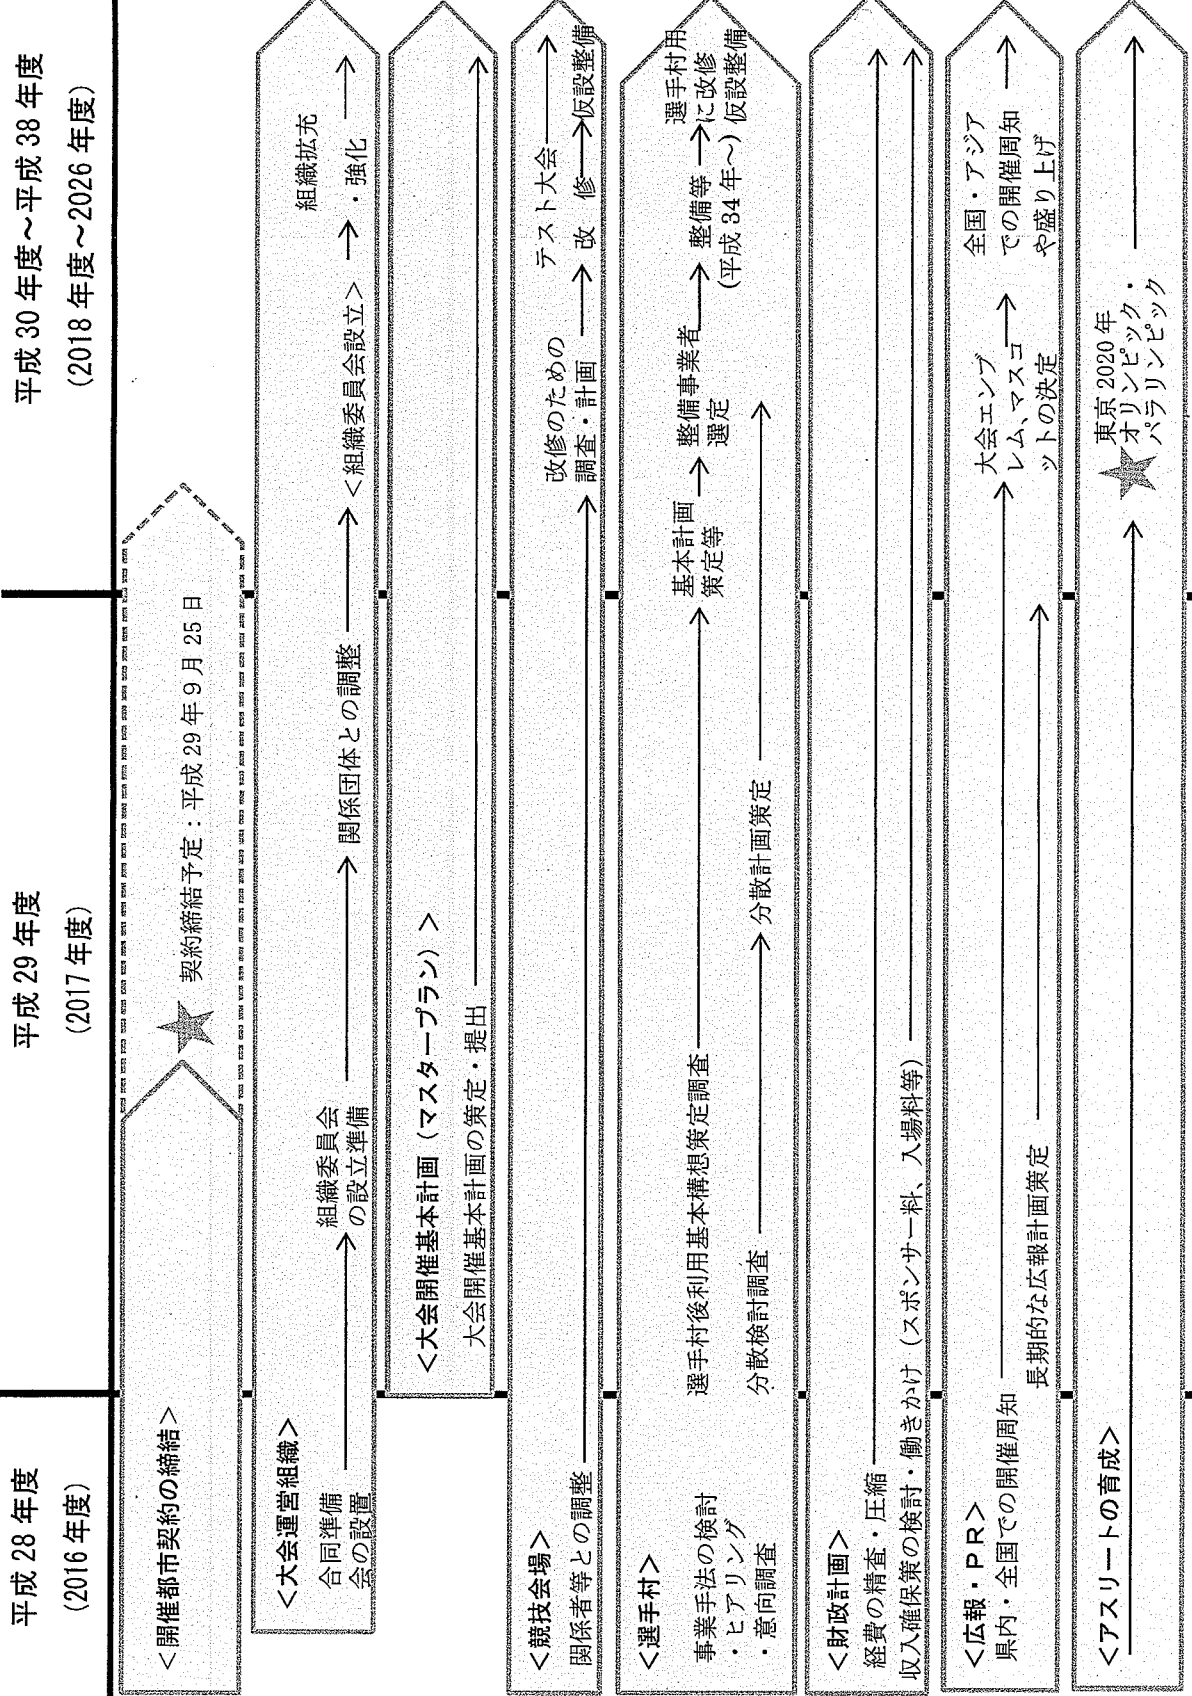 平成 28 年度
(2016 年度)
平成 29 年度
(2017 年度)
平成 30 年度～平成 38 年度
(2018 年度～2026 年度)
＜開催都市契約の締結＞
契約締結予定：平成 29 年 9 月 25 日
＜大会運営組織＞
合同準備
会の設置
組織委員会
の設立準備
関係団体との調整
＜組織委員会設立＞
組織拡充
・強化
＜大会開催基本計画（マスタープラン）＞
大会開催基本計画の策定・提出
＜競技会場＞
関係者等との調整
改修のための
調査・計画
テスト大会
改 修
仮設整備
＜選手村＞
事業手法の検討
・ヒアリング
・意向調査
選手村後利用基本構想策定調査
基本計画
策定等
整備事業者
選定
整備等
(平成 34 年～)
選手村用
に改修
仮設整備
分散検討調査
分散計画策定
＜財政計画＞
経費の精査・圧縮
収入確保策の検討・働きかけ（スポンサー料、入場料等）
＜広報・ＰＲ＞
県内・全国での開催周知
大会エンブ
レム、マスコ
ットの決定
全国・アジア
での開催周知
や盛り上げ
長期的な広報計画策定
＜アスリートの育成＞
東京 2020 年
オリンピック・
パラリンピック